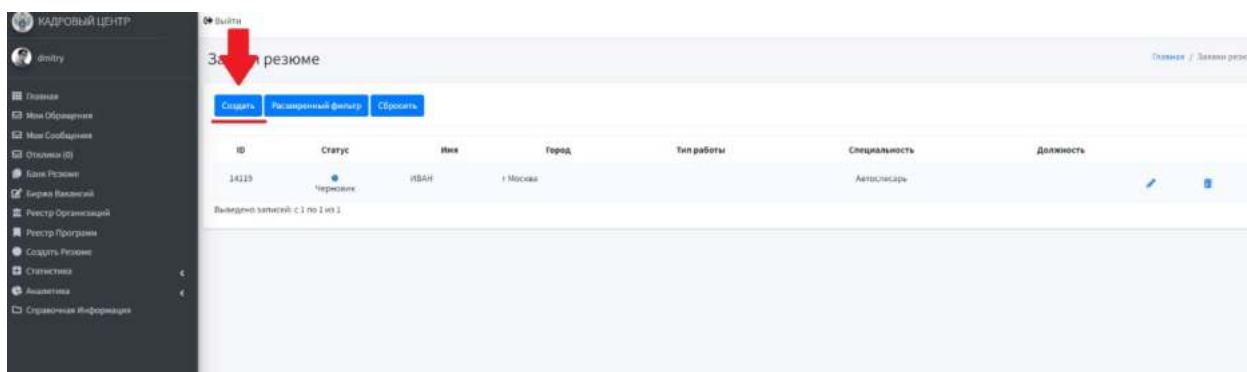 КАДРОВЫЙ ЦЕНТР
Выйти
dmitry
резюме
Главная / Заявки
Главная
Мои Обращения
Мои Сообщения
Отклики (0)
Банк Резюме
Биржа Вакансий
Реестр Организаций
Реестр Программ
Создать Резюме
Статистика
Аналитика
Справочная Информация
Создать Расширенный фильтр Сбросить
ID Статус Имя Город Тип работы Специальность Должность
14119 Черновик ИВАН г Москва Автослесарь
Выведено записей: с 1 по 1 из 1